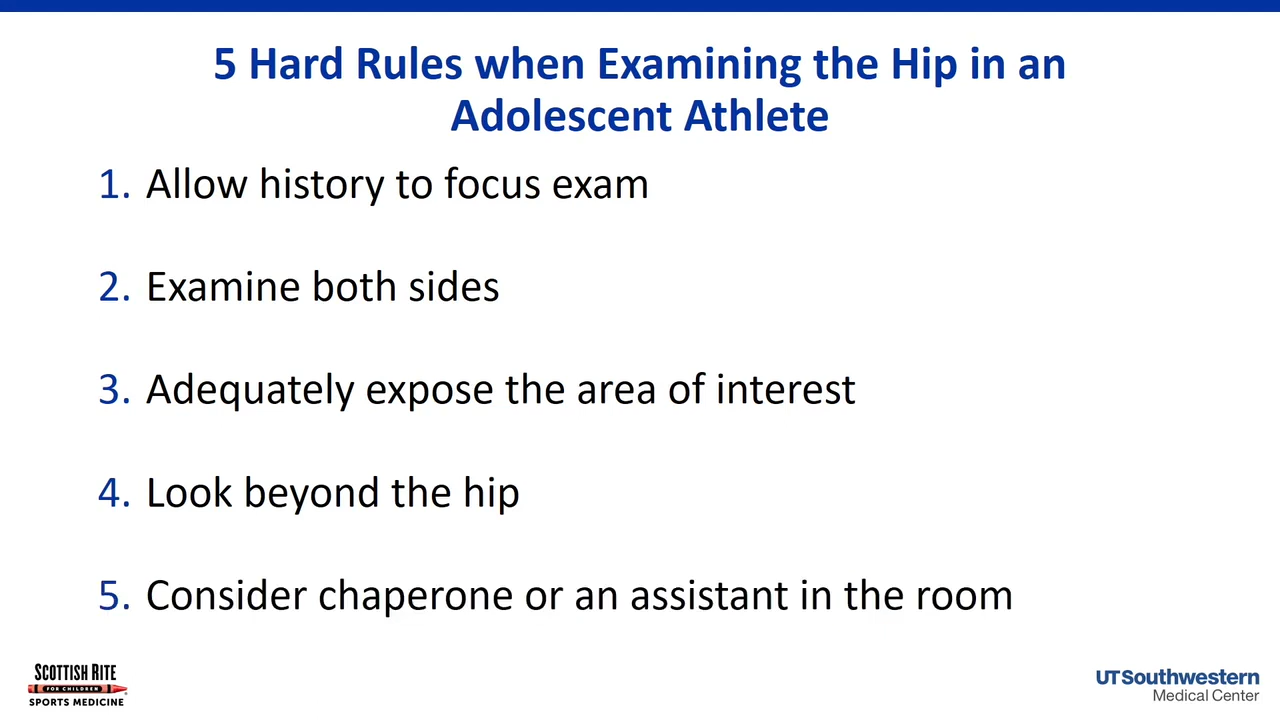 5 Hard Rules when Examining the Hip in an
Adolescent Athlete
1. Allow history to focus exam
2. Examine both sides
3. Adequately expose the area of interest
4. Look beyond the hip
5. Consider chaperone or an assistant in the room
SCOTTISH RITE
FOR CHILDREN
SPORTS MEDICINE
UTSouthwestern
Medical Center